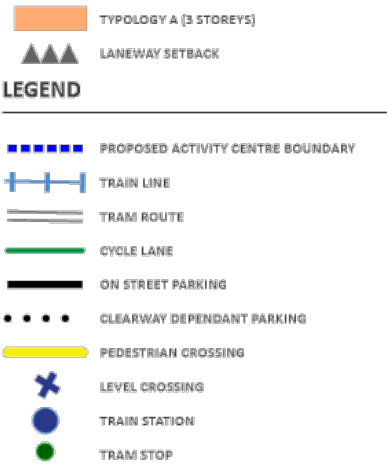 TYPOLOGY A (3 STOREYS)
LANEWAY SETBACK
LEGEND
PROPOSED ACTIVITY CENTRE BOUNDARY
TRAIN LINE
TRAM ROUTE
CYCLE LANE
ON STREET PARKING
CLEARWAY DEPENDANT PARKING
PEDESTRIAN CROSSING
LEVEL CROSSING
TRAIN STATION
TRAM STOP